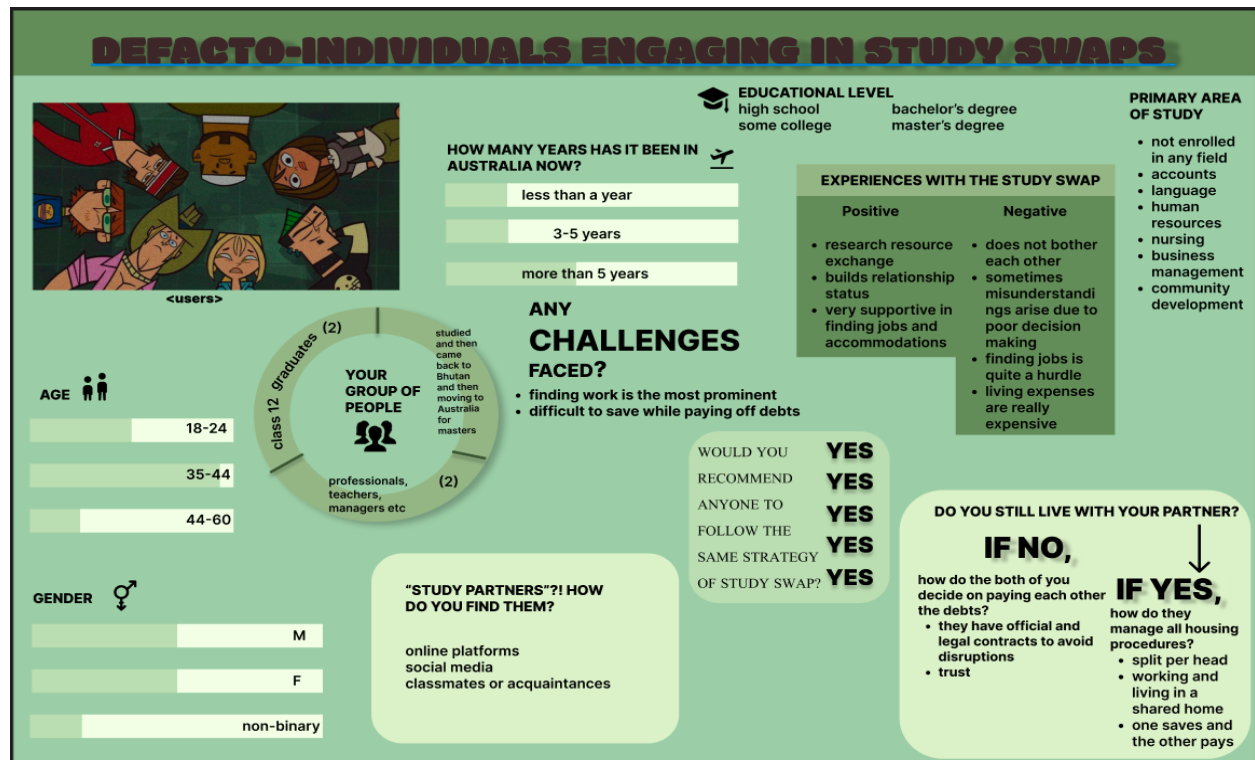 DEFACTO-INDIVIDUALS ENGAGING IN STUDY SWAPS
<users>
HOW MANY YEARS HAS IT BEEN IN
AUSTRALIA NOW?
less than a year
3-5 years
more than 5 years
EDUCATIONAL LEVEL
high school
some college
bachelor's degree
master's degree
PRIMARY AREA
OF STUDY
• not enrolled
in any field
• accounts
• language
• human
resources
• nursing
• business
management
• community
development
EXPERIENCES WITH THE STUDY SWAP
Positive
• research resource
exchange
• builds relationship
status
• very supportive in
finding jobs and
accommodations
Negative
• does not bother
each other
• sometimes
misunderstandi
ngs arise due to
poor decision
making
• finding jobs is
quite a hurdle
• living expenses
are really
expensive
AGE
18-24
35-44
44-60
YOUR
GROUP OF
PEOPLE
class 12 graduates (2)
studied
and then
came
back to
Bhutan
and then
moving to
Australia
for
masters
professionals,
teachers,
managers etc
(2)
ANY
CHALLENGES
FACED?
• finding work is the most prominent
• difficult to save while paying off debts
WOULD YOU
RECOMMEND
ANYONE TO
FOLLOW THE
SAME STRATEGY
OF STUDY SWAP?
YES
YES
YES
YES
YES
GENDER
M
F
non-binary
"STUDY PARTNERS"?! HOW
DO YOU FIND THEM?
online platforms
social media
classmates or acquaintances
DO YOU STILL LIVE WITH YOUR PARTNER?
IF NO,
how do the both of you
decide on paying each other
the debts?
• they have official and
legal contracts to avoid
disruptions
• trust
IF YES,
how do they
manage all housing
procedures?
• split per head
• working and
living in a
shared home
• one saves and
the other pays